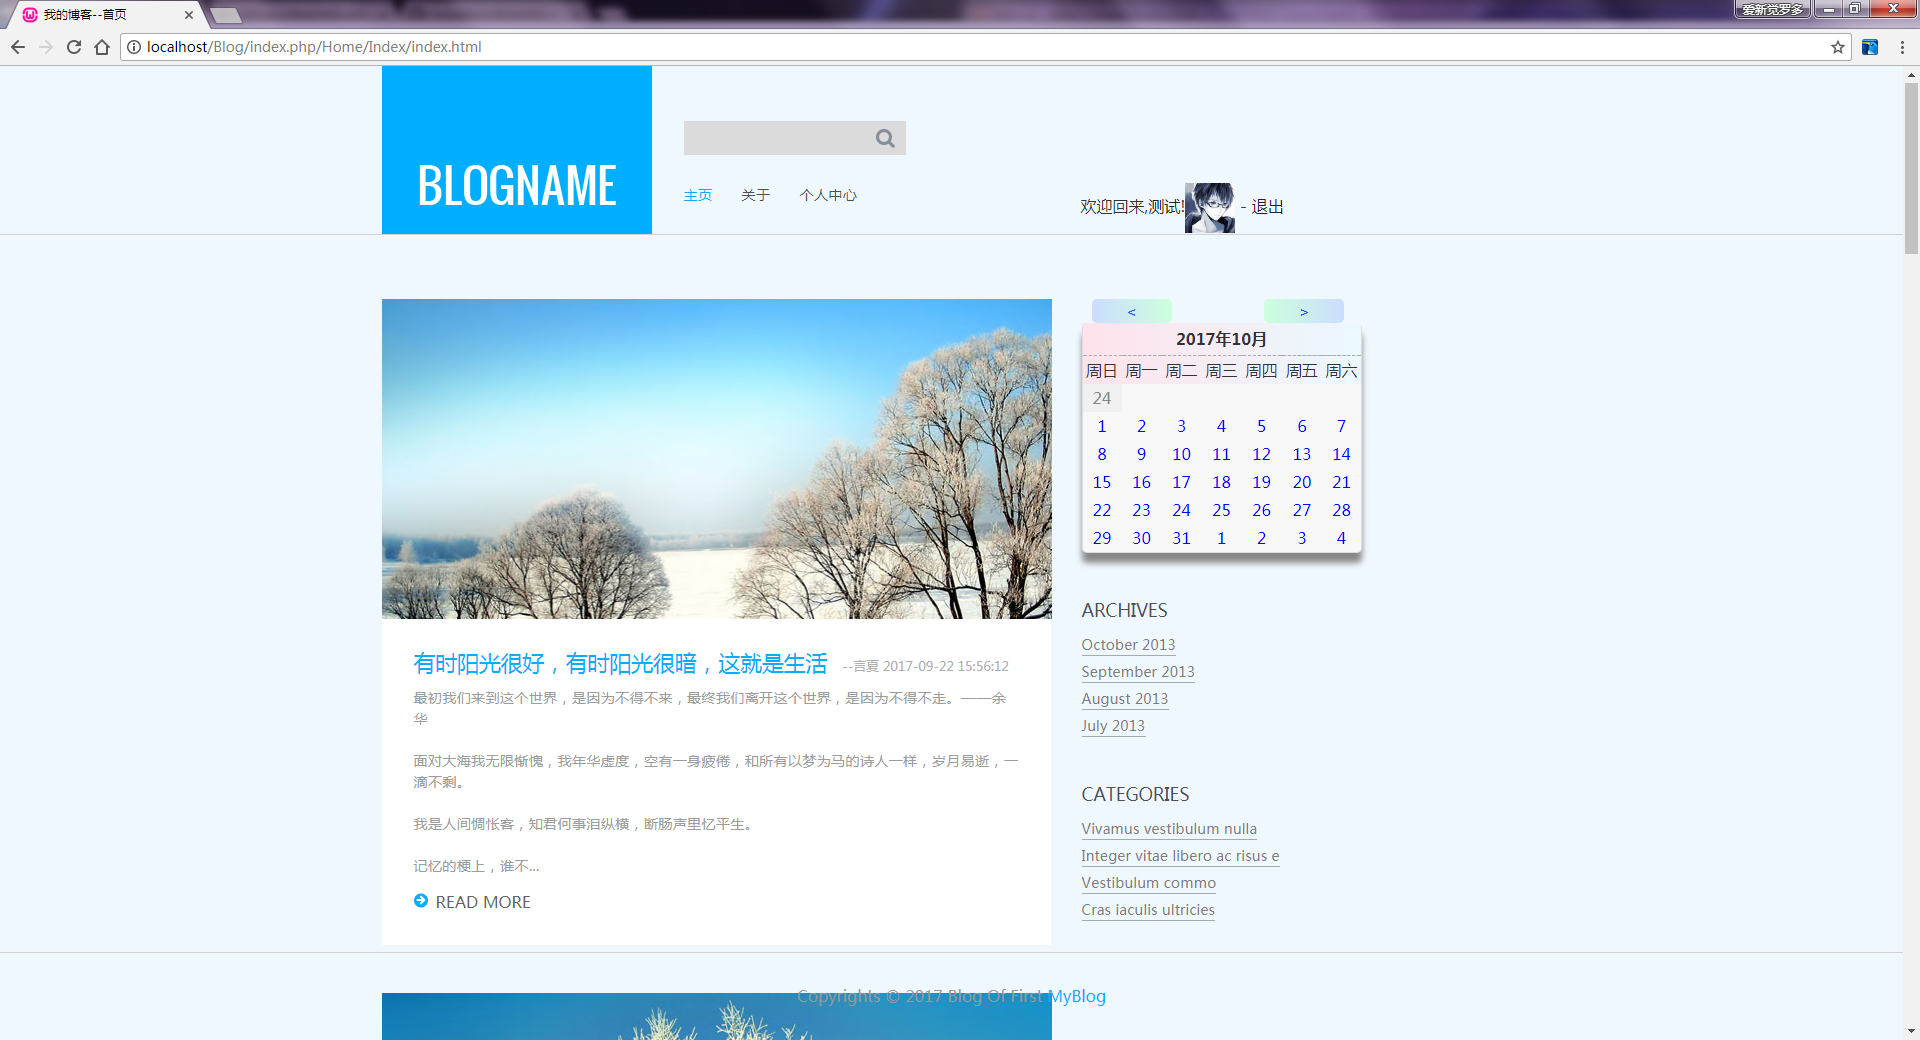 我的博客--首页
爱新觉罗多
localhost/Blog/index.php/Home/Index/index.html
BLOGNAME
主页 关于 个人中心
欢迎回来,测试! - 退出
< >
2017年10月
周日 周一 周二 周三 周四 周五 周六
24
1 2 3 4 5 6 7
8 9 10 11 12 13 14
15 16 17 18 19 20 21
22 23 24 25 26 27 28
29 30 31 1 2 3 4
有时阳光很好，有时阳光很暗，这就是生活 --言夏 2017-09-22 15:56:12
最初我们来到这个世界，是因为不得不来，最终我们离开这个世界，是因为不得不走。——余
华
面对大海我无限惭愧，我年华虚度，空有一身疲倦，和所有以梦为马的诗人一样，岁月易逝，一
滴不剩。
我是人间惆怅客，知君何事泪纵横，断肠声里忆平生。
记忆的梗上，谁不...
READ MORE
ARCHIVES
October 2013
September 2013
August 2013
July 2013
CATEGORIES
Vivamus vestibulum nulla
Integer vitae libero ac risus e
Vestibulum commo
Cras iaculis ultricies
Copyrights © 2017 Blog Of First MyBlog